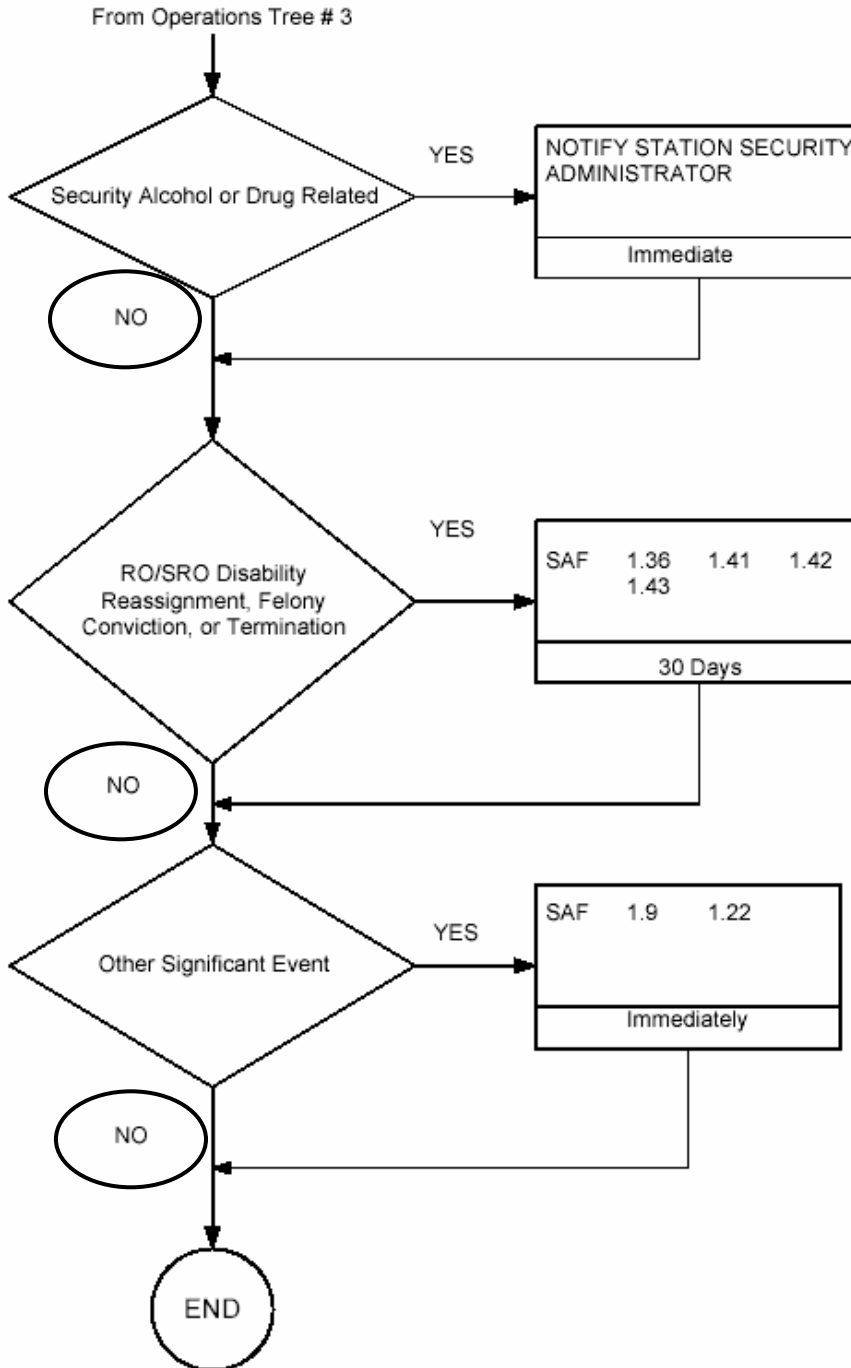 From Operations Tree # 3
Security Alcohol or Drug Related
YES
NOTIFY STATION SECURITY
ADMINISTRATOR
Immediate
NO
RO/SRO Disability
Reassignment, Felony
Conviction, or Termination
YES
SAF 1.36 1.41 1.42
1.43
30 Days
NO
Other Significant Event
YES
SAF 1.9 1.22
Immediately
NO
END